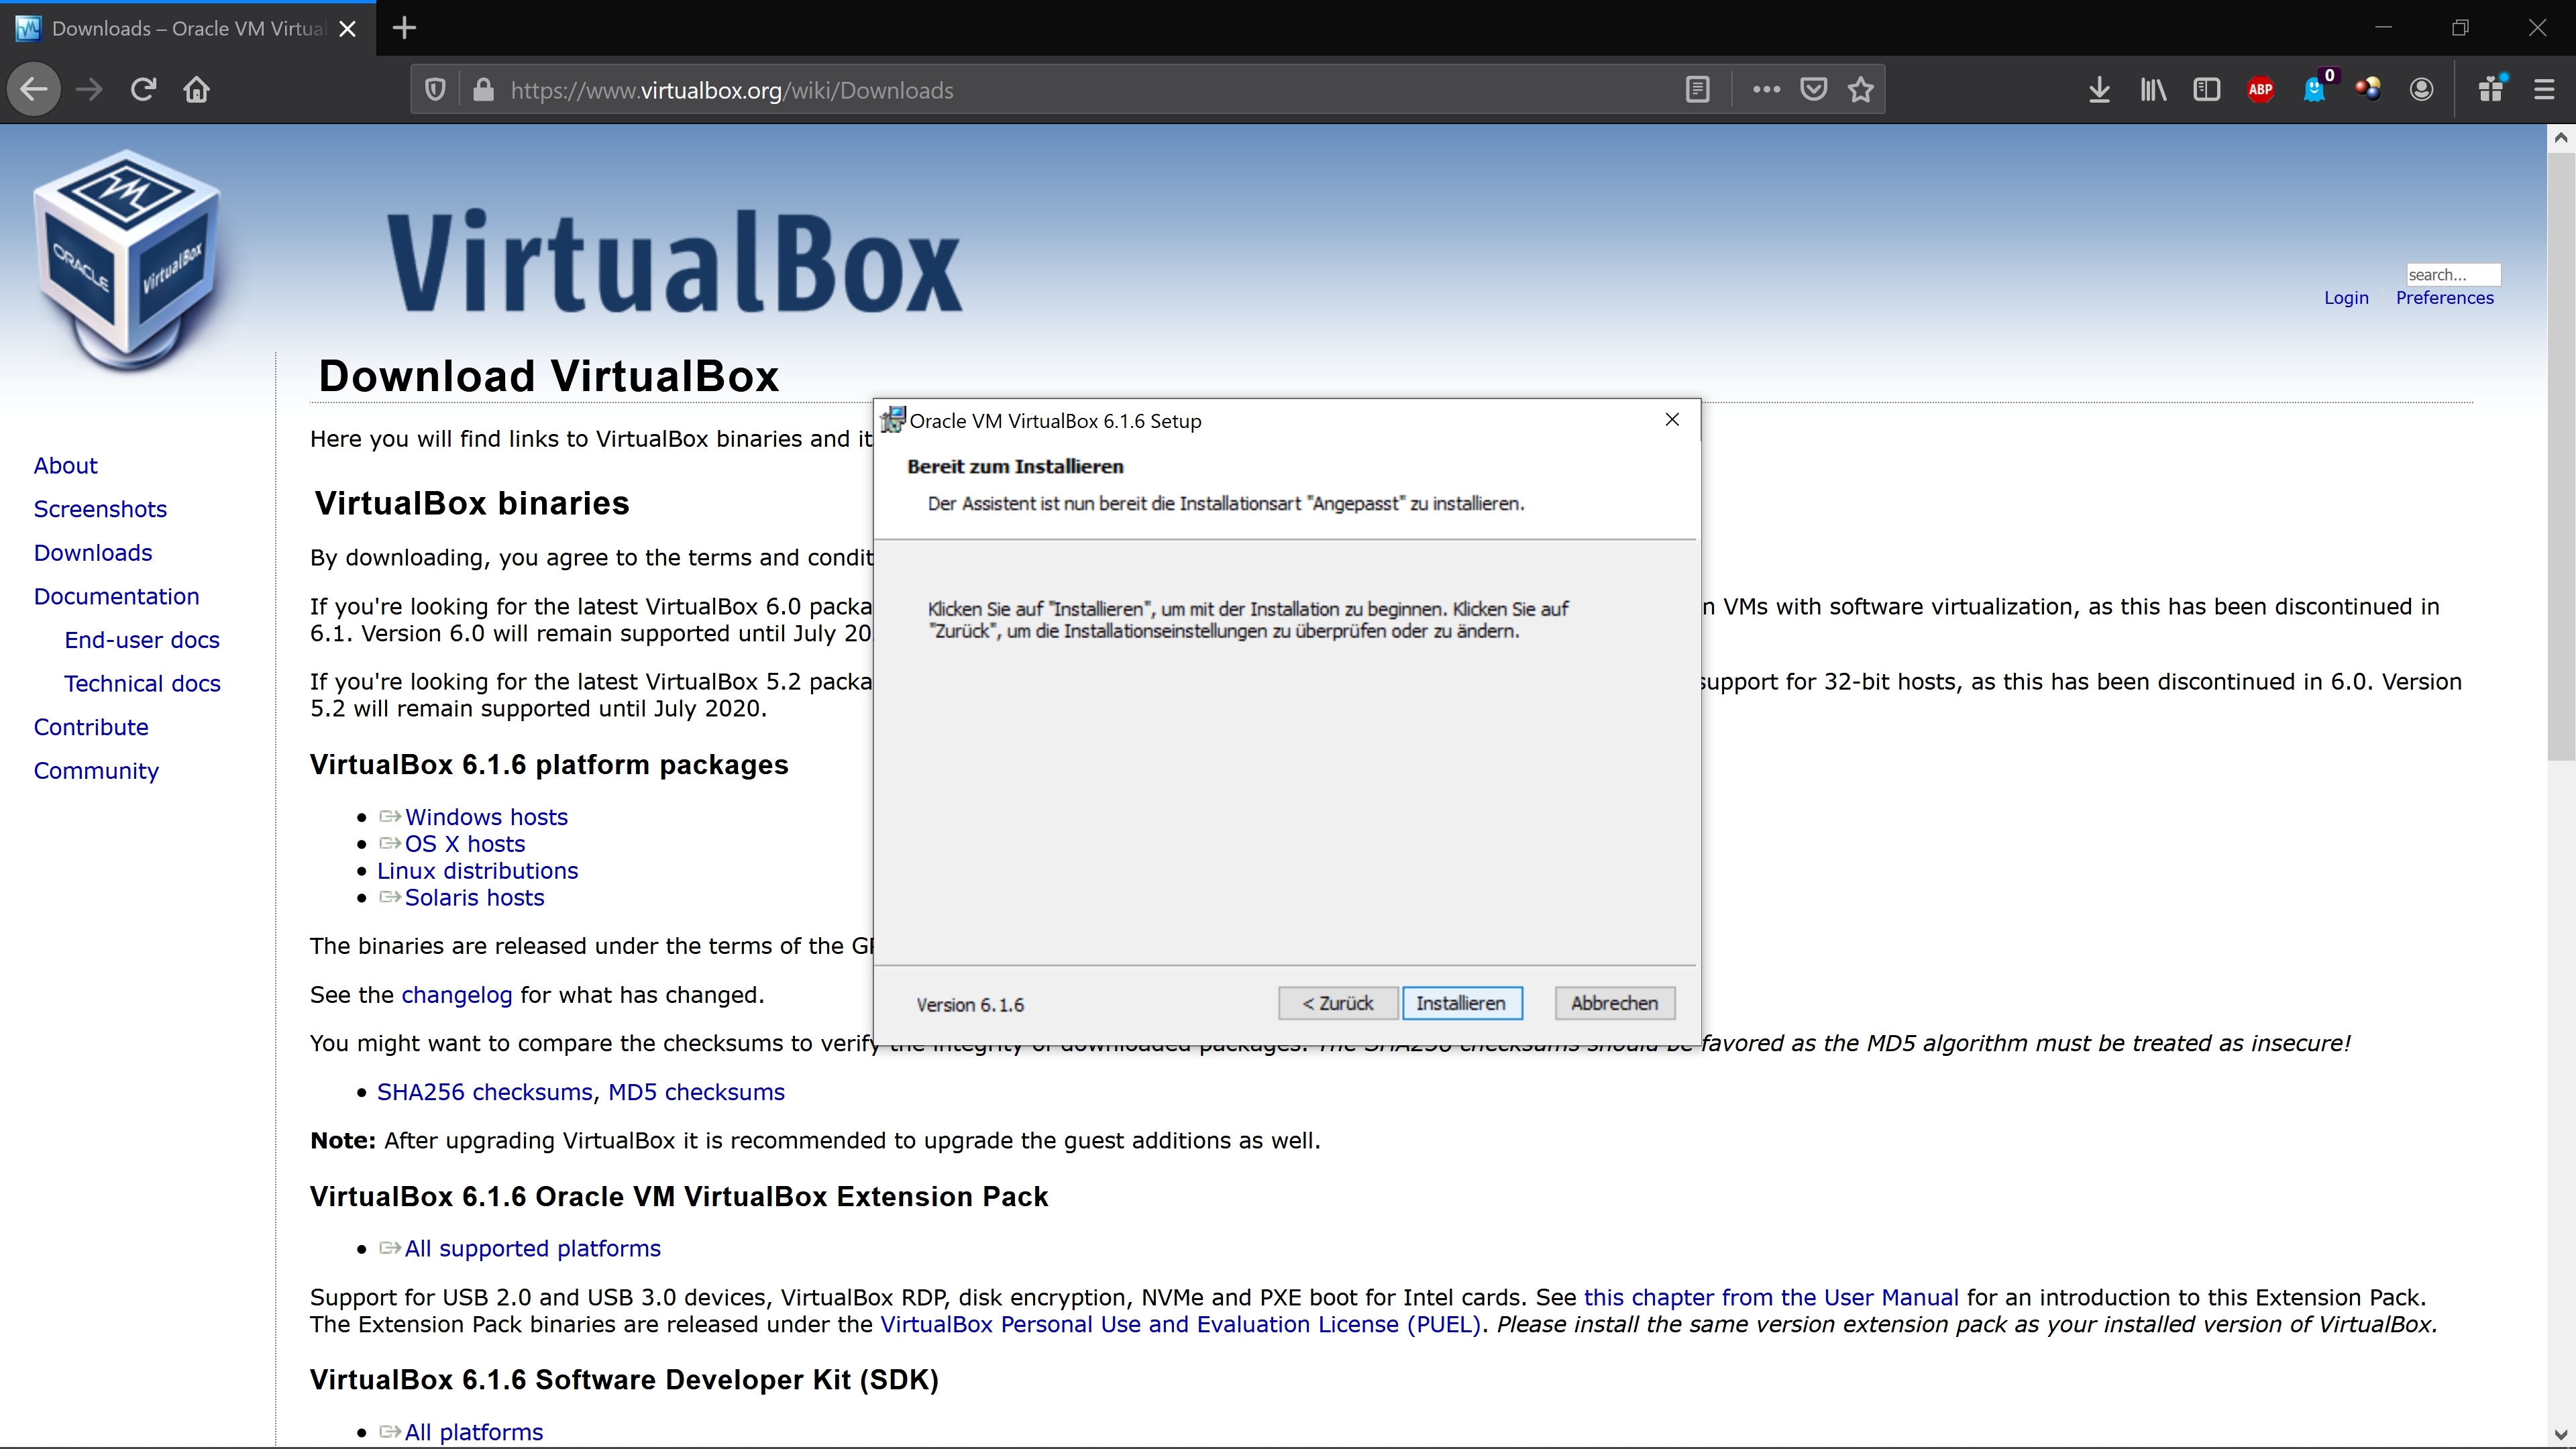 Downloads – Oracle VM Virtual
https://www.virtualbox.org/wiki/Downloads
ABP
0
ORACLE
VirtualBox
VirtualBox
search...
Login Preferences
About
Screenshots
Downloads
Documentation
End-user docs
Technical docs
Contribute
Community
Download VirtualBox
Here you will find links to VirtualBox binaries and it
VirtualBox binaries
By downloading, you agree to the terms and condit
If you're looking for the latest VirtualBox 6.0 packa n VMs with software virtualization, as this has been discontinued in
6.1. Version 6.0 will remain supported until July 20
If you're looking for the latest VirtualBox 5.2 packa support for 32-bit hosts, as this has been discontinued in 6.0. Version
5.2 will remain supported until July 2020.
VirtualBox 6.1.6 platform packages
Windows hosts
OS X hosts
Linux distributions
Solaris hosts
The binaries are released under the terms of the GP
See the changelog for what has changed.
You might want to compare the checksums to verify the integrity of downloaded packages. The SHA256 checksums should be favored as the MD5 algorithm must be treated as insecure!
SHA256 checksums, MD5 checksums
Note: After upgrading VirtualBox it is recommended to upgrade the guest additions as well.
VirtualBox 6.1.6 Oracle VM VirtualBox Extension Pack
All supported platforms
Support for USB 2.0 and USB 3.0 devices, VirtualBox RDP, disk encryption, NVMe and PXE boot for Intel cards. See this chapter from the User Manual for an introduction to this Extension Pack.
The Extension Pack binaries are released under the VirtualBox Personal Use and Evaluation License (PUEL). Please install the same version extension pack as your installed version of VirtualBox.
VirtualBox 6.1.6 Software Developer Kit (SDK)
All platforms
Oracle VM VirtualBox 6.1.6 Setup
Bereit zum Installieren
Der Assistent ist nun bereit die Installationsart "Angepasst" zu installieren.
Klicken Sie auf "Installieren", um mit der Installation zu beginnen. Klicken Sie auf
"Zurück", um die Installationseinstellungen zu überprüfen oder zu ändern.
Version 6.1.6
< Zurück
Installieren
Abbrechen